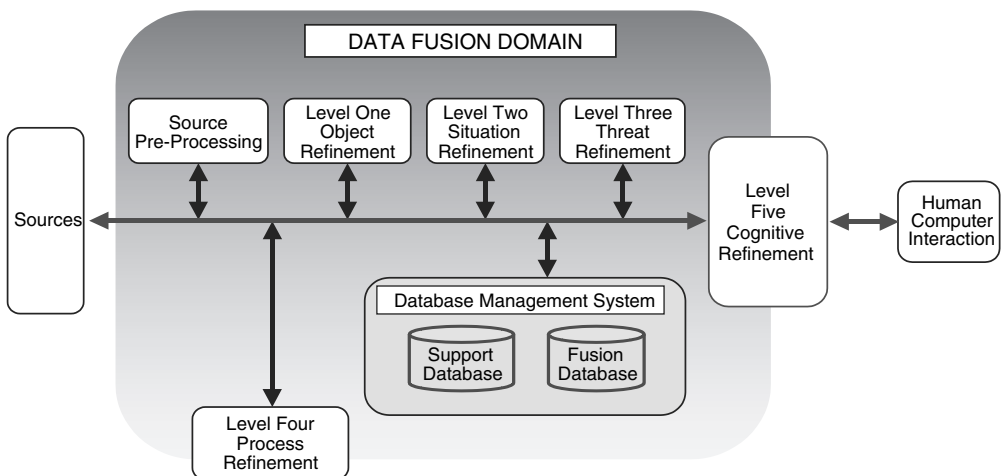 DATA FUSION DOMAIN
Source
Pre-Processing
Level One
Object
Refinement
Level Two
Situation
Refinement
Level Three
Threat
Refinement
Sources
Level
Five
Cognitive
Refinement
Human
Computer
Interaction
Database Management System
Support
Database
Fusion
Database
Level Four
Process
Refinement